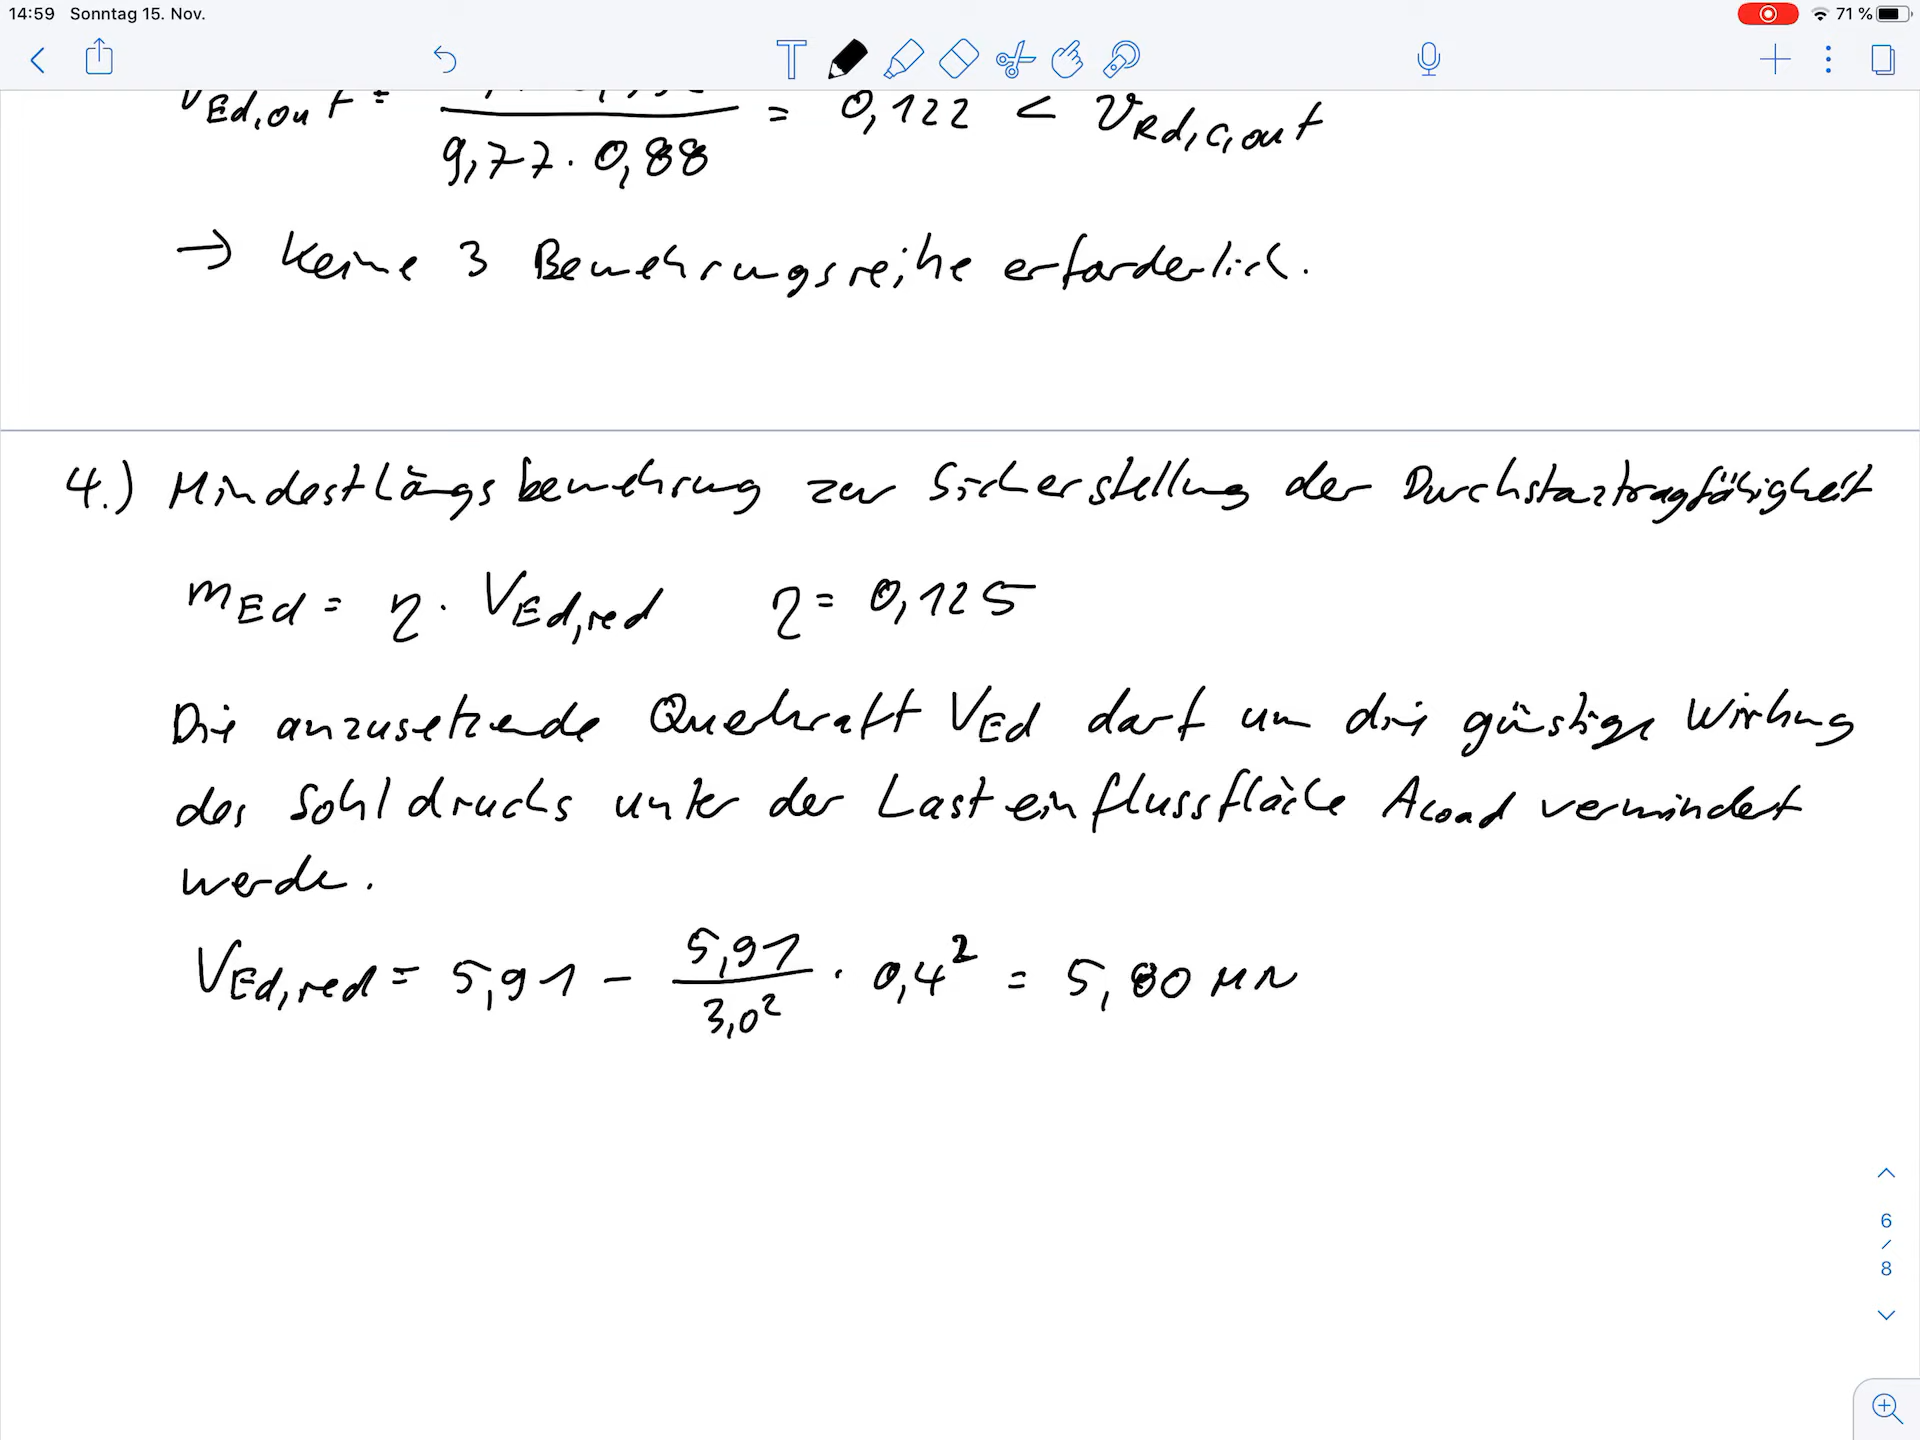 14:59 Sonntag 15. Nov.
71 %
T
vEd,out = 
9,77 · 0,88 = 0,122 < vRd,c,out
→ Keine 3 Bewehrungsreihe erforderlich.
4.) Mindestlängsbewehrung zur Sicherstellung der Durchstanztragfähigkeit
mEd = η · VEd,red η = 0,125
Die anzusetzende Querkraft VEd darf um die günstige Wirkung
des Sohldrucks unter der Lasteinflussfläche Aload vermindert
werden.
VEd,red = 5,91 - 5,91/3,0² · 0,4² = 5,80 MN
6
/
8